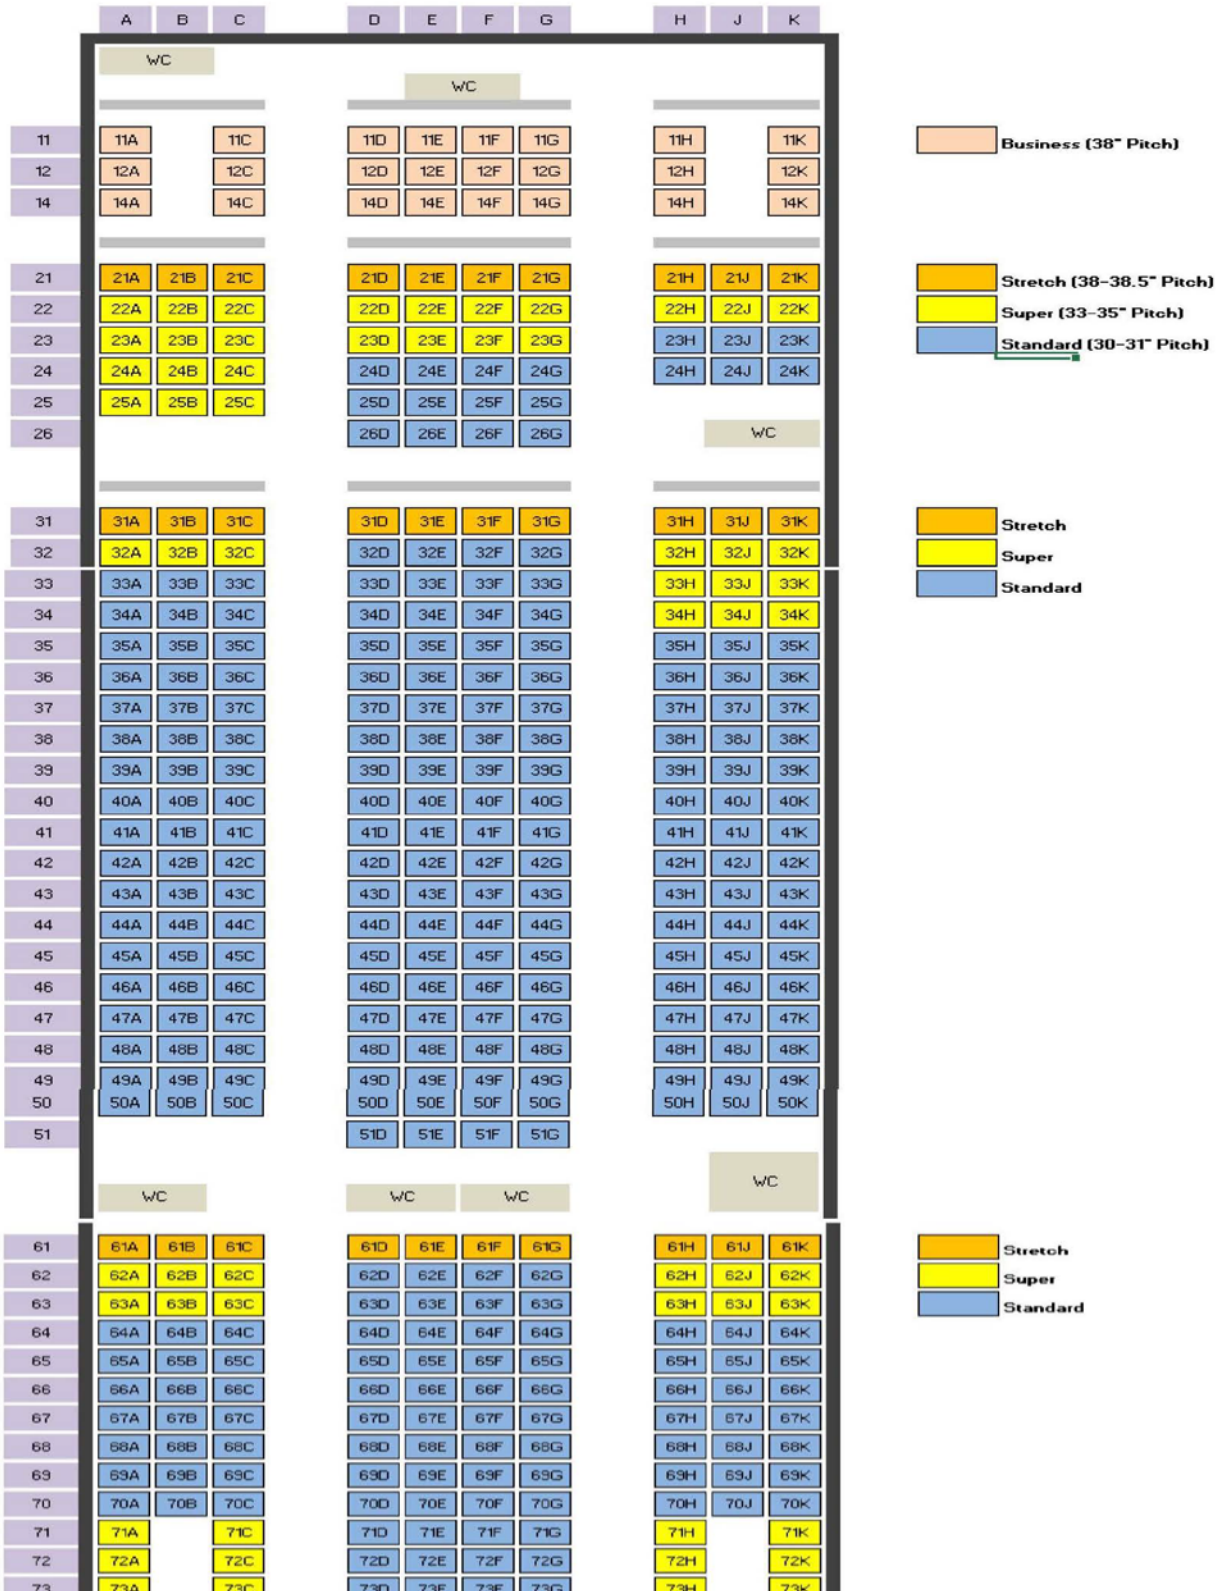 A B C D E F G H J K
WC
WC
11 11A 11C 11D 11E 11F 11G 11H 11K Business (38" Pitch)
12 12A 12C 12D 12E 12F 12G 12H 12K
14 14A 14C 14D 14E 14F 14G 14H 14K
21 21A 21B 21C 21D 21E 21F 21G 21H 21J 21K Stretch (38-38.5" Pitch)
22 22A 22B 22C 22D 22E 22F 22G 22H 22J 22K Super (33-35" Pitch)
23 23A 23B 23C 23D 23E 23F 23G 23H 23J 23K Standard (30-31" Pitch)
24 24A 24B 24C 24D 24E 24F 24G 24H 24J 24K
25 25A 25B 25C 25D 25E 25F 25G
26 26D 26E 26F 26G WC
31 31A 31B 31C 31D 31E 31F 31G 31H 31J 31K Stretch
32 32A 32B 32C 32D 32E 32F 32G 32H 32J 32K Super
33 33A 33B 33C 33D 33E 33F 33G 33H 33J 33K Standard
34 34A 34B 34C 34D 34E 34F 34G 34H 34J 34K
35 35A 35B 35C 35D 35E 35F 35G 35H 35J 35K
36 36A 36B 36C 36D 36E 36F 36G 36H 36J 36K
37 37A 37B 37C 37D 37E 37F 37G 37H 37J 37K
38 38A 38B 38C 38D 38E 38F 38G 38H 38J 38K
39 39A 39B 39C 39D 39E 39F 39G 39H 39J 39K
40 40A 40B 40C 40D 40E 40F 40G 40H 40J 40K
41 41A 41B 41C 41D 41E 41F 41G 41H 41J 41K
42 42A 42B 42C 42D 42E 42F 42G 42H 42J 42K
43 43A 43B 43C 43D 43E 43F 43G 43H 43J 43K
44 44A 44B 44C 44D 44E 44F 44G 44H 44J 44K
45 45A 45B 45C 45D 45E 45F 45G 45H 45J 45K
46 46A 46B 46C 46D 46E 46F 46G 46H 46J 46K
47 47A 47B 47C 47D 47E 47F 47G 47H 47J 47K
48 48A 48B 48C 48D 48E 48F 48G 48H 48J 48K
49 49A 49B 49C 49D 49E 49F 49G 49H 49J 49K
50 50A 50B 50C 50D 50E 50F 50G 50H 50J 50K
51 51D 51E 51F 51G
WC WC WC WC
61 61A 61B 61C 61D 61E 61F 61G 61H 61J 61K Stretch
62 62A 62B 62C 62D 62E 62F 62G 62H 62J 62K Super
63 63A 63B 63C 63D 63E 63F 63G 63H 63J 63K Standard
64 64A 64B 64C 64D 64E 64F 64G 64H 64J 64K
65 65A 65B 65C 65D 65E 65F 65G 65H 65J 65K
66 66A 66B 66C 66D 66E 66F 66G 66H 66J 66K
67 67A 67B 67C 67D 67E 67F 67G 67H 67J 67K
68 68A 68B 68C 68D 68E 68F 68G 68H 68J 68K
69 69A 69B 69C 69D 69E 69F 69G 69H 69J 69K
70 70A 70B 70C 70D 70E 70F 70G 70H 70J 70K
71 71A 71C 71D 71E 71F 71G 71H 71K
72 72A 72C 72D 72E 72F 72G 72H 72K
73 73A 73C 73D 73E 73F 73G 73H 73K